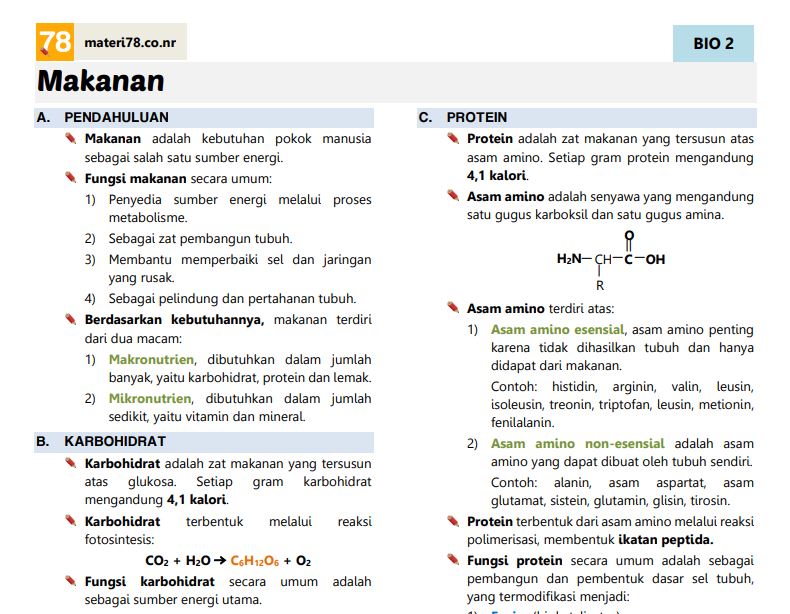 78 materi78.co.nr
BIO 2
Makanan
A. PENDAHULUAN
Makanan adalah kebutuhan pokok manusia
sebagai salah satu sumber energi.
Fungsi makanan secara umum:
1) Penyedia sumber energi melalui proses
metabolisme.
2) Sebagai zat pembangun tubuh.
3) Membantu memperbaiki sel dan jaringan
yang rusak.
4) Sebagai pelindung dan pertahanan tubuh.
Berdasarkan kebutuhannya, makanan terdiri
dari dua macam:
1) Makronutrien, dibutuhkan dalam jumlah
banyak, yaitu karbohidrat, protein dan lemak.
2) Mikronutrien, dibutuhkan dalam jumlah
sedikit, yaitu vitamin dan mineral.
B. KARBOHIDRAT
Karbohidrat adalah zat makanan yang tersusun
atas glukosa. Setiap gram karbohidrat
mengandung 4,1 kalori.
Karbohidrat terbentuk melalui reaksi
fotosintesis:
CO₂ + H₂O → C₆H₁₂O₆ + O₂
Fungsi karbohidrat secara umum adalah
sebagai sumber energi utama.
C. PROTEIN
Protein adalah zat makanan yang tersusun atas
asam amino. Setiap gram protein mengandung
4,1 kalori.
Asam amino adalah senyawa yang mengandung
satu gugus karboksil dan satu gugus amina.
O
H₂N–CH–C–OH
R
Asam amino terdiri atas:
1) Asam amino esensial, asam amino penting
karena tidak dihasilkan tubuh dan hanya
didapat dari makanan.
Contoh: histidin, arginin, valin, leusin,
isoleusin, treonin, triptofan, leusin, metionin,
fenilalanin.
2) Asam amino non-esensial adalah asam
amino yang dapat dibuat oleh tubuh sendiri.
Contoh: alanin, asam aspartat, asam
glutamat, sistein, glutamin, glisin, tirosin.
Protein terbentuk dari asam amino melalui reaksi
polimerisasi, membentuk ikatan peptida.
Fungsi protein secara umum adalah sebagai
pembangun dan pembentuk dasar sel tubuh,
yang termodifikasi menjadi: